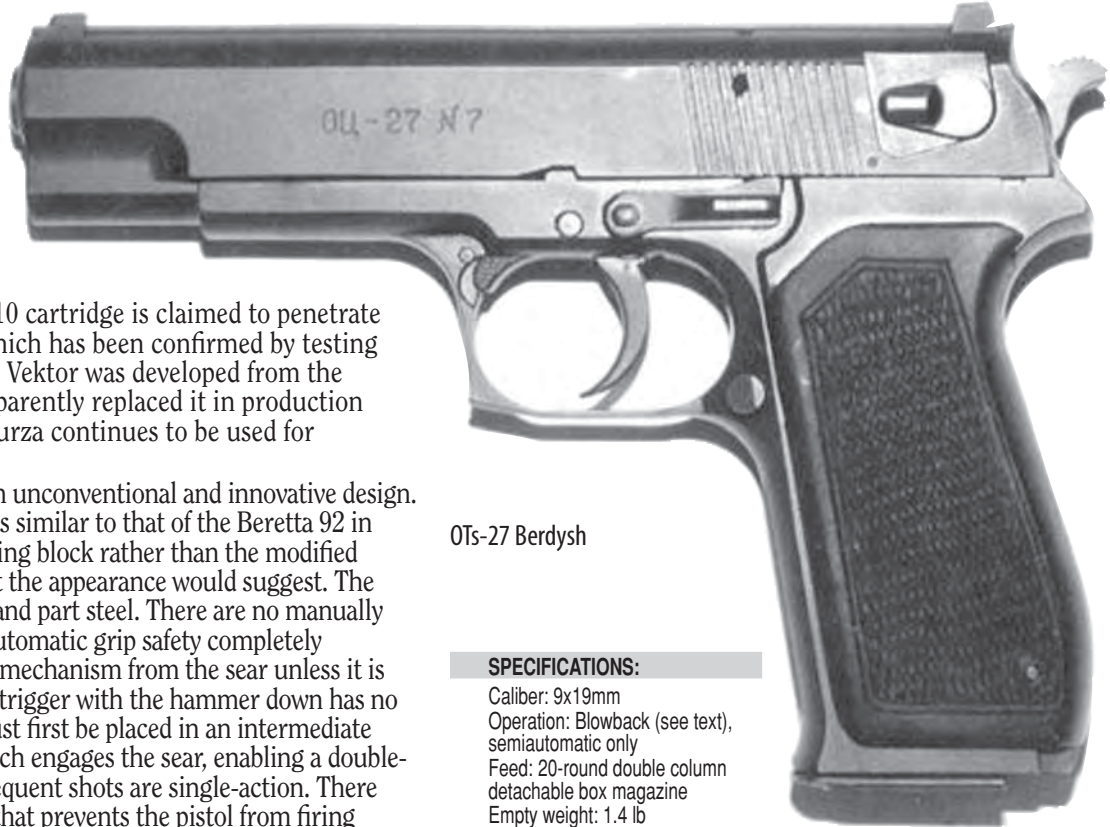 ОЦ-27 N 7
10 cartridge is claimed to penetrate
hich has been confirmed by testing
Vektor was developed from the
parently replaced it in production
urza continues to be used for
n unconventional and innovative design.
s similar to that of the Beretta 92 in
ing block rather than the modified
t the appearance would suggest. The
and part steel. There are no manually
utomatic grip safety completely
mechanism from the sear unless it is
trigger with the hammer down has no
ust first be placed in an intermediate
ch engages the sear, enabling a double-
equent shots are single-action. There
that prevents the pistol from firing
OTs-27 Berdysh
SPECIFICATIONS:
Caliber: 9x19mm
Operation: Blowback (see text),
semiautomatic only
Feed: 20-round double column
detachable box magazine
Empty weight: 1.4 lb